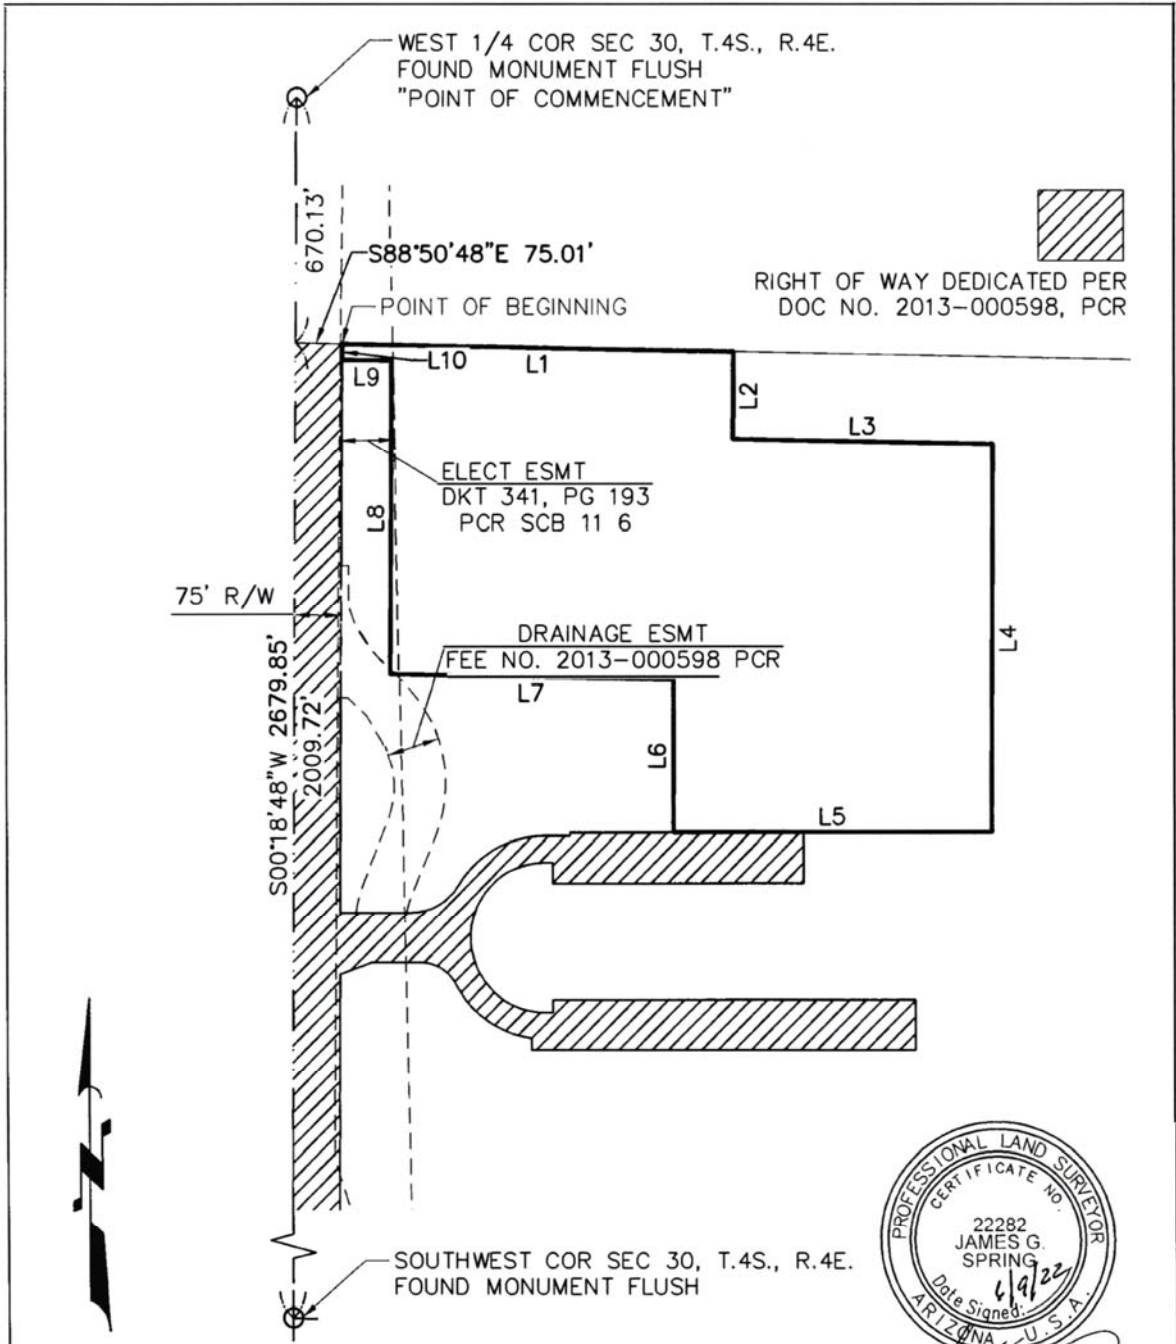 WEST 1/4 COR SEC 30, T.4S., R.4E.
FOUND MONUMENT FLUSH
"POINT OF COMMENCEMENT"
670.13'
S88°50'48"E 75.01'
POINT OF BEGINNING
RIGHT OF WAY DEDICATED PER
DOC NO. 2013-000598, PCR
L10
L1
L9
L2
L3
ELECT ESMT
DKT 341, PG 193
PCR SCB 11 6
L8
75' R/W
DRAINAGE ESMT
FEE NO. 2013-000598 PCR
L4
L7
S00°18'48"W 2679.85'
2009.72'
L6
L5
SOUTHWEST COR SEC 30, T.4S., R.4E.
FOUND MONUMENT FLUSH
PROFESSIONAL LAND SURVEYOR
CERTIFICATE NO.
22282
JAMES G.
SPRING
Date Signed:
ARIZONA, U.S.A.